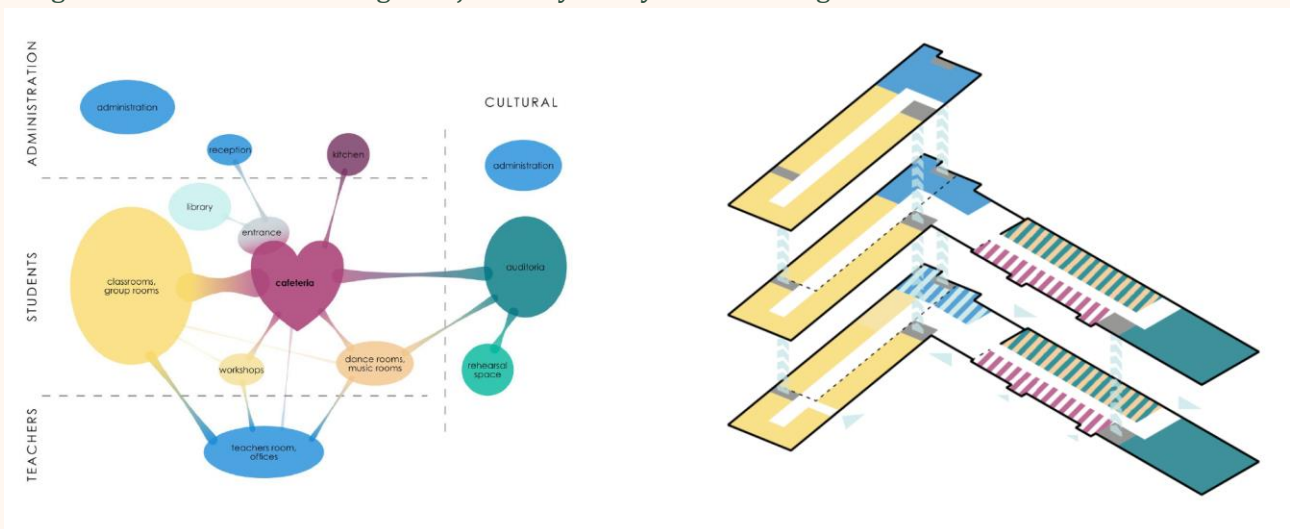 ADMINISTRATION
administration
reception
kitchen
CULTURAL
administration
library
entrance
STUDENTS
classrooms,
group rooms
cafeteria
auditoria
workshops
dance rooms,
music rooms
rehearsal
space
TEACHERS
teachers room,
offices